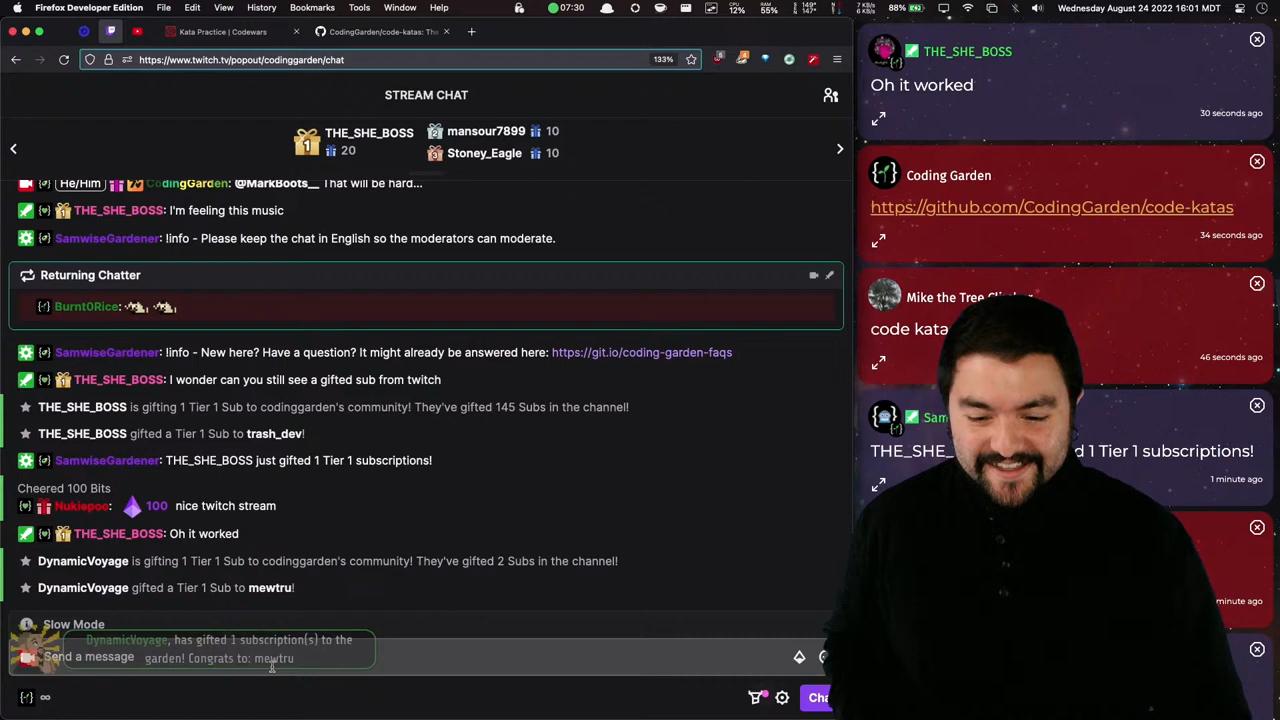 Firefox Developer Edition File Edit View History Bookmarks Tools Window Help
07:30
CPU 12%
RAM 55%
88%
Wednesday August 24 2022 16:01 MDT
Kata Practice | Codewars
CodingGarden/code-katas: The
https://www.twitch.tv/popout/codinggarden/chat
133%
STREAM CHAT
THE_SHE_BOSS
20
mansour7899 10
Stoney_Eagle 10
He/Him CodingGarden: @MarkBoots__ That will be hard...
THE_SHE_BOSS: I'm feeling this music
SamwiseGardener: !info - Please keep the chat in English so the moderators can moderate.
Returning Chatter
Burnt0Rice:
SamwiseGardener: !info - New here? Have a question? It might already be answered here: https://git.io/coding-garden-faqs
THE_SHE_BOSS: I wonder can you still see a gifted sub from twitch
THE_SHE_BOSS is gifting 1 Tier 1 Sub to codinggarden's community! They've gifted 145 Subs in the channel!
THE_SHE_BOSS gifted a Tier 1 Sub to trash_dev!
SamwiseGardener: THE_SHE_BOSS just gifted 1 Tier 1 subscriptions!
Cheered 100 Bits
Nukiepoo: 100 nice twitch stream
THE_SHE_BOSS: Oh it worked
DynamicVoyage is gifting 1 Tier 1 Sub to codinggarden's community! They've gifted 2 Subs in the channel!
DynamicVoyage gifted a Tier 1 Sub to mewtru!
Slow Mode
DynamicVoyage, has gifted 1 subscription(s) to the
garden! Congrats to: mewtru
Send a message
THE_SHE_BOSS
Oh it worked
30 seconds ago
Coding Garden
https://github.com/CodingGarden/code-katas
34 seconds ago
Mike the Tree
code kata
46 seconds ago
Sam
THE_SHE_ d 1 Tier 1 subscriptions!
1 minute ago
minute ago